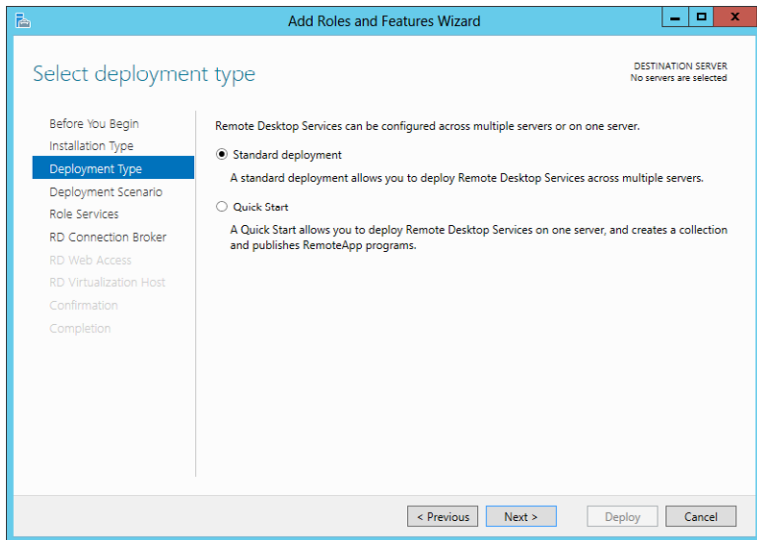 Add Roles and Features Wizard
Select deployment type
DESTINATION SERVER
No servers are selected
Before You Begin
Installation Type
Deployment Type
Deployment Scenario
Role Services
RD Connection Broker
RD Web Access
RD Virtualization Host
Confirmation
Completion
Remote Desktop Services can be configured across multiple servers or on one server.
Standard deployment
A standard deployment allows you to deploy Remote Desktop Services across multiple servers.
Quick Start
A Quick Start allows you to deploy Remote Desktop Services on one server, and creates a collection
and publishes RemoteApp programs.
< Previous
Next >
Deploy
Cancel